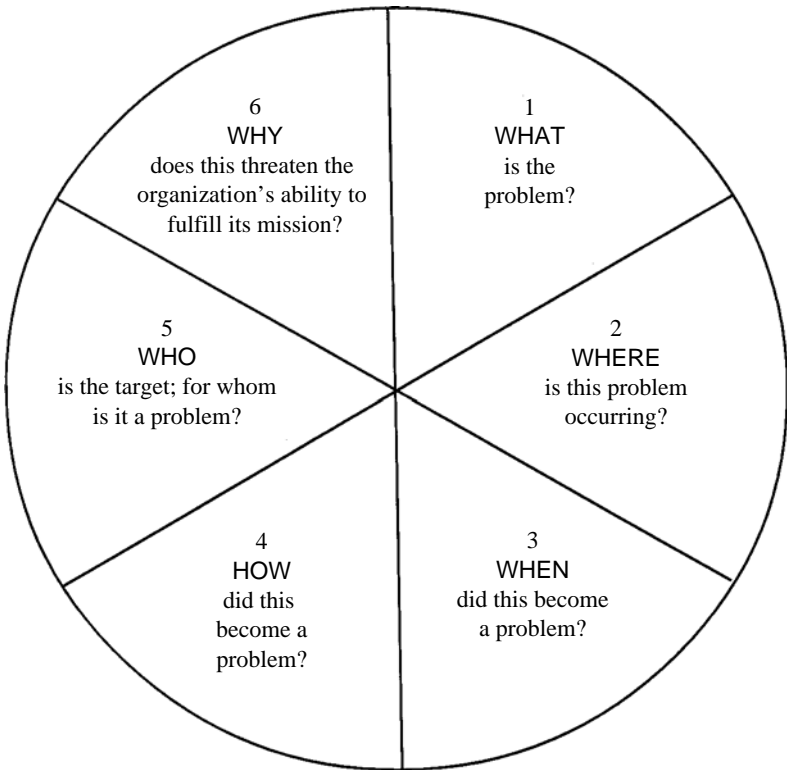 1
WHAT
is the
problem?
2
WHERE
is this problem
occurring?
3
WHEN
did this become
a problem?
4
HOW
did this
become a
problem?
5
WHO
is the target; for whom
is it a problem?
6
WHY
does this threaten the
organization’s ability to
fulfill its mission?